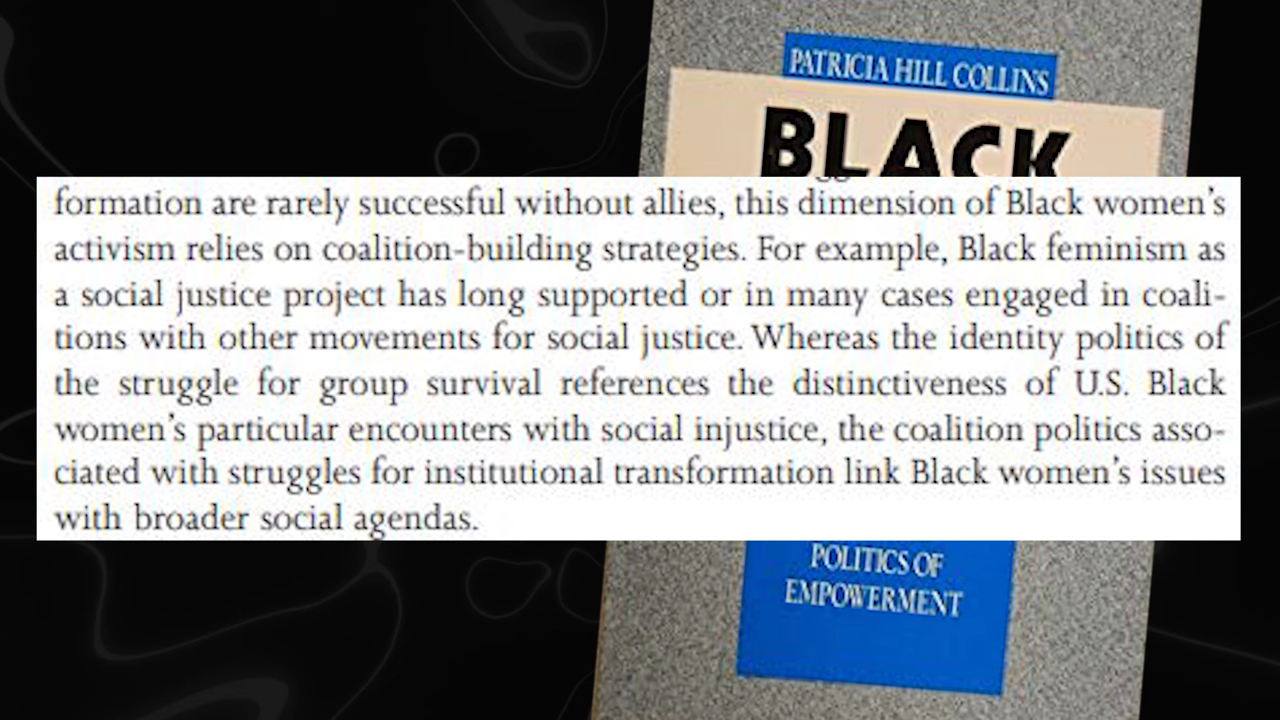 PATRICIA HILL COLLINS
BLACK
formation are rarely successful without allies, this dimension of Black women's
activism relies on coalition-building strategies. For example, Black feminism as
a social justice project has long supported or in many cases engaged in coali-
tions with other movements for social justice. Whereas the identity politics of
the struggle for group survival references the distinctiveness of U.S. Black
women's particular encounters with social injustice, the coalition politics asso-
ciated with struggles for institutional transformation link Black women's issues
with broader social agendas.
POLITICS OF
EMPOWERMENT